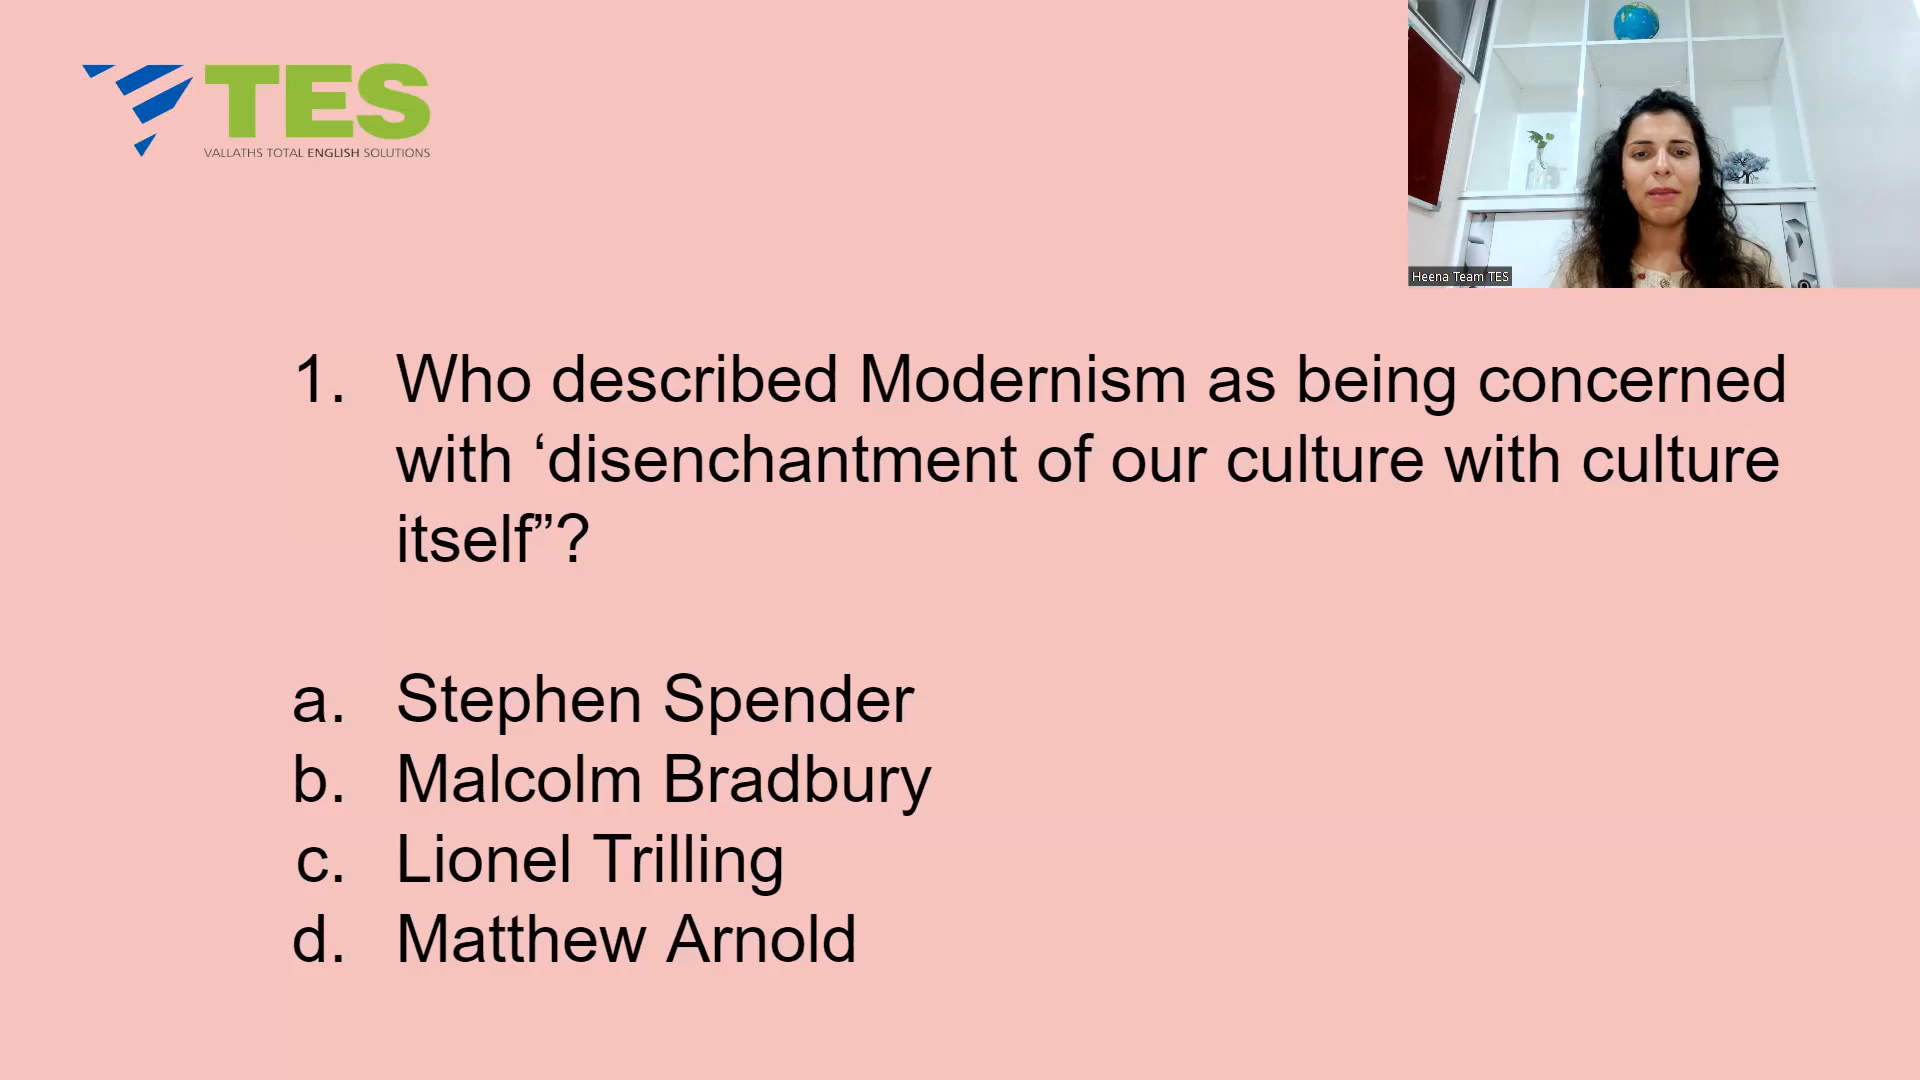 TES
VALLATHS TOTAL ENGLISH SOLUTIONS
Heena Team TES
1. Who described Modernism as being concerned
with ‘disenchantment of our culture with culture
itself”?
a. Stephen Spender
b. Malcolm Bradbury
c. Lionel Trilling
d. Matthew Arnold